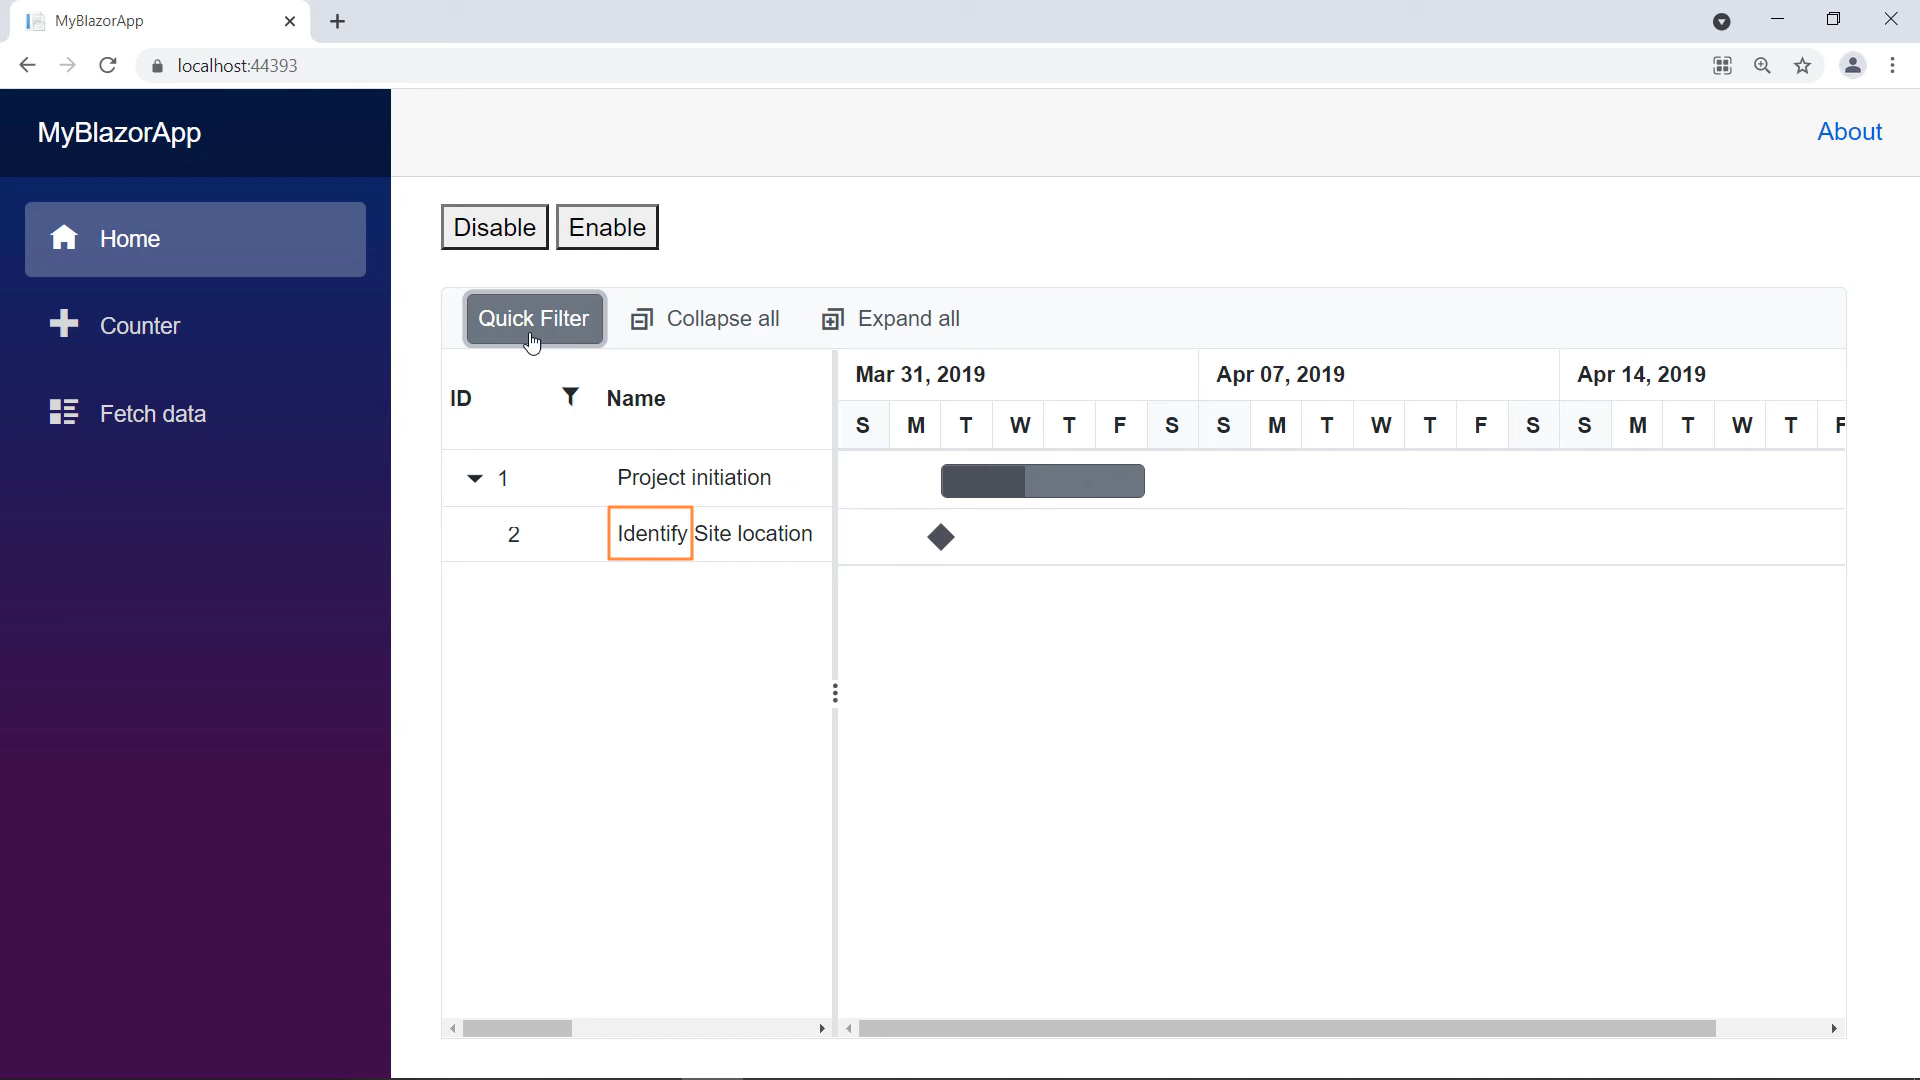 MyBlazorApp
localhost:44393
MyBlazorApp
About
Home
Counter
Fetch data
Disable Enable
Quick Filter Collapse all Expand all
ID Name
Mar 31, 2019 Apr 07, 2019 Apr 14, 2019
S M T W T F S S M T W T F S S M T W T F
1 Project initiation
2 Identify Site location